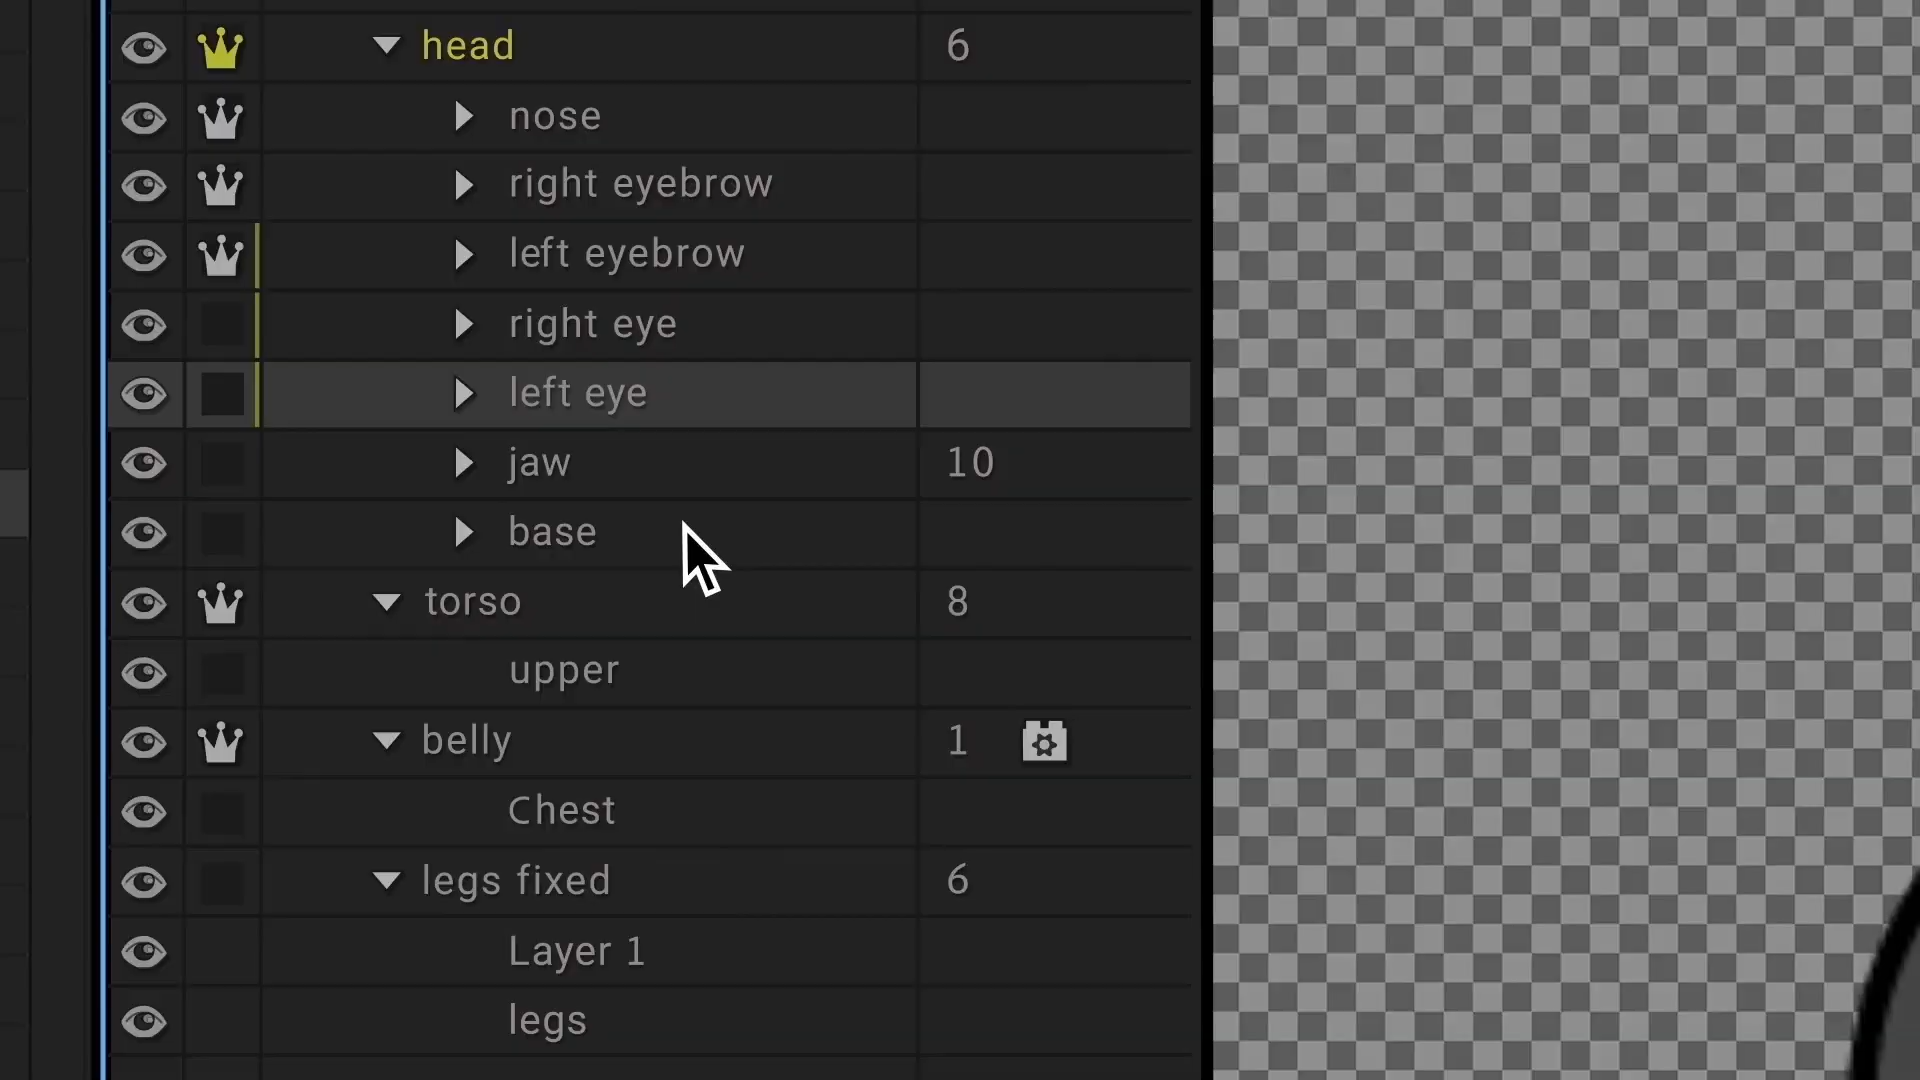 head 6
nose
right eyebrow
left eyebrow
right eye
left eye
jaw 10
base
torso 8
upper
belly 1
Chest
legs fixed 6
Layer 1
legs